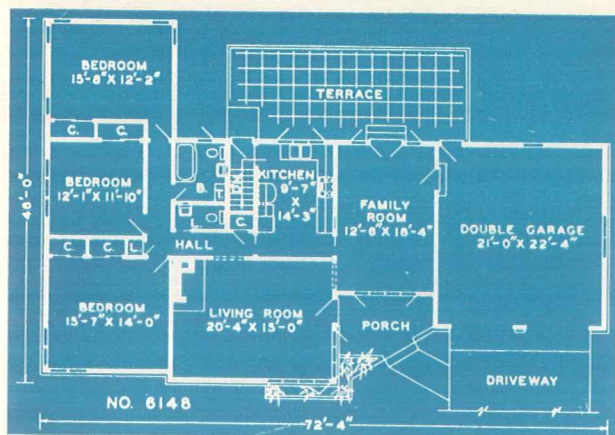 BEDROOM
15'-8" X 12'-2"
TERRACE
C.
C.
BEDROOM
12'-1" X 11'-10"
B.
KITCHEN
9'-7"
X
14'-3"
FAMILY
ROOM
12'-8" X 18'-4"
DOUBLE GARAGE
21'-0" X 22'-4"
46'-0"
C.
C.
C.
L.
L.
HALL
BEDROOM
15'-7" X 14'-0"
LIVING ROOM
20'-4" X 15'-0"
PORCH
DRIVEWAY
NO. 6148
72'-4"